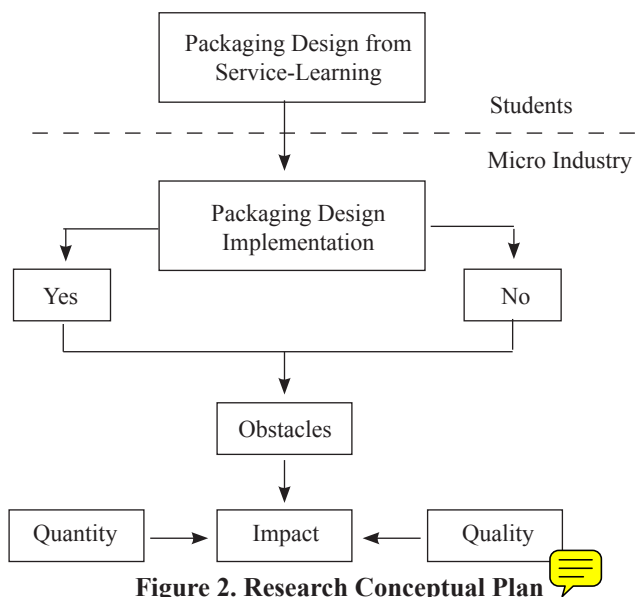 Packaging Design from
Service-Learning
Students
Micro Industry
Packaging Design
Implementation
Yes
No
Obstacles
Quantity
Impact
Quality
Figure 2. Research Conceptual Plan